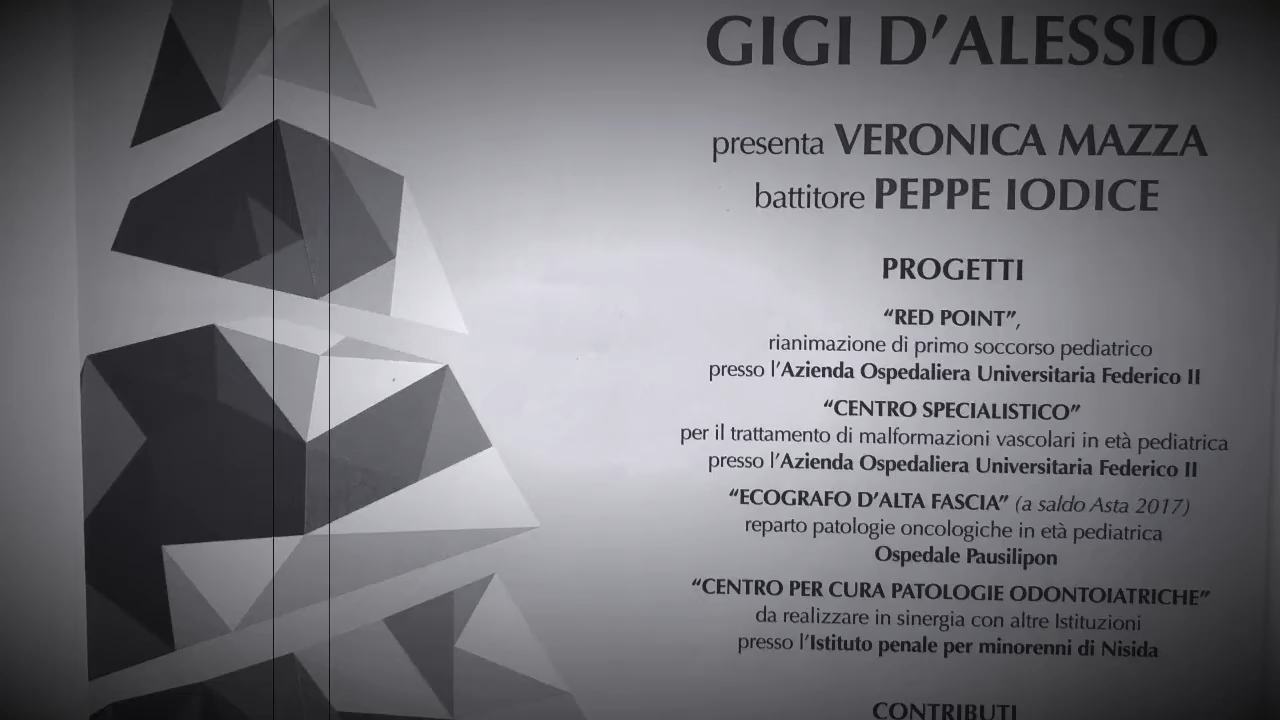 GIGI D'ALESSIO
presenta VERONICA MAZZA
battitore PEPPE IODICE
PROGETTI
“RED POINT”,
rianimazione di primo soccorso pediatrico
presso l'Azienda Ospedaliera Universitaria Federico II
“CENTRO SPECIALISTICO”
per il trattamento di malformazioni vascolari in età pediatrica
presso l'Azienda Ospedaliera Universitaria Federico II
“ECOGRAFO D'ALTA FASCIA” (a saldo Asta 2017)
reparto patologie oncologiche in età pediatrica
Ospedale Pausilipon
“CENTRO PER CURA PATOLOGIE ODONTOIATRICHE”
da realizzare in sinergia con altre Istituzioni
presso l'Istituto penale per minorenni di Nisida
CONTRIBUTI